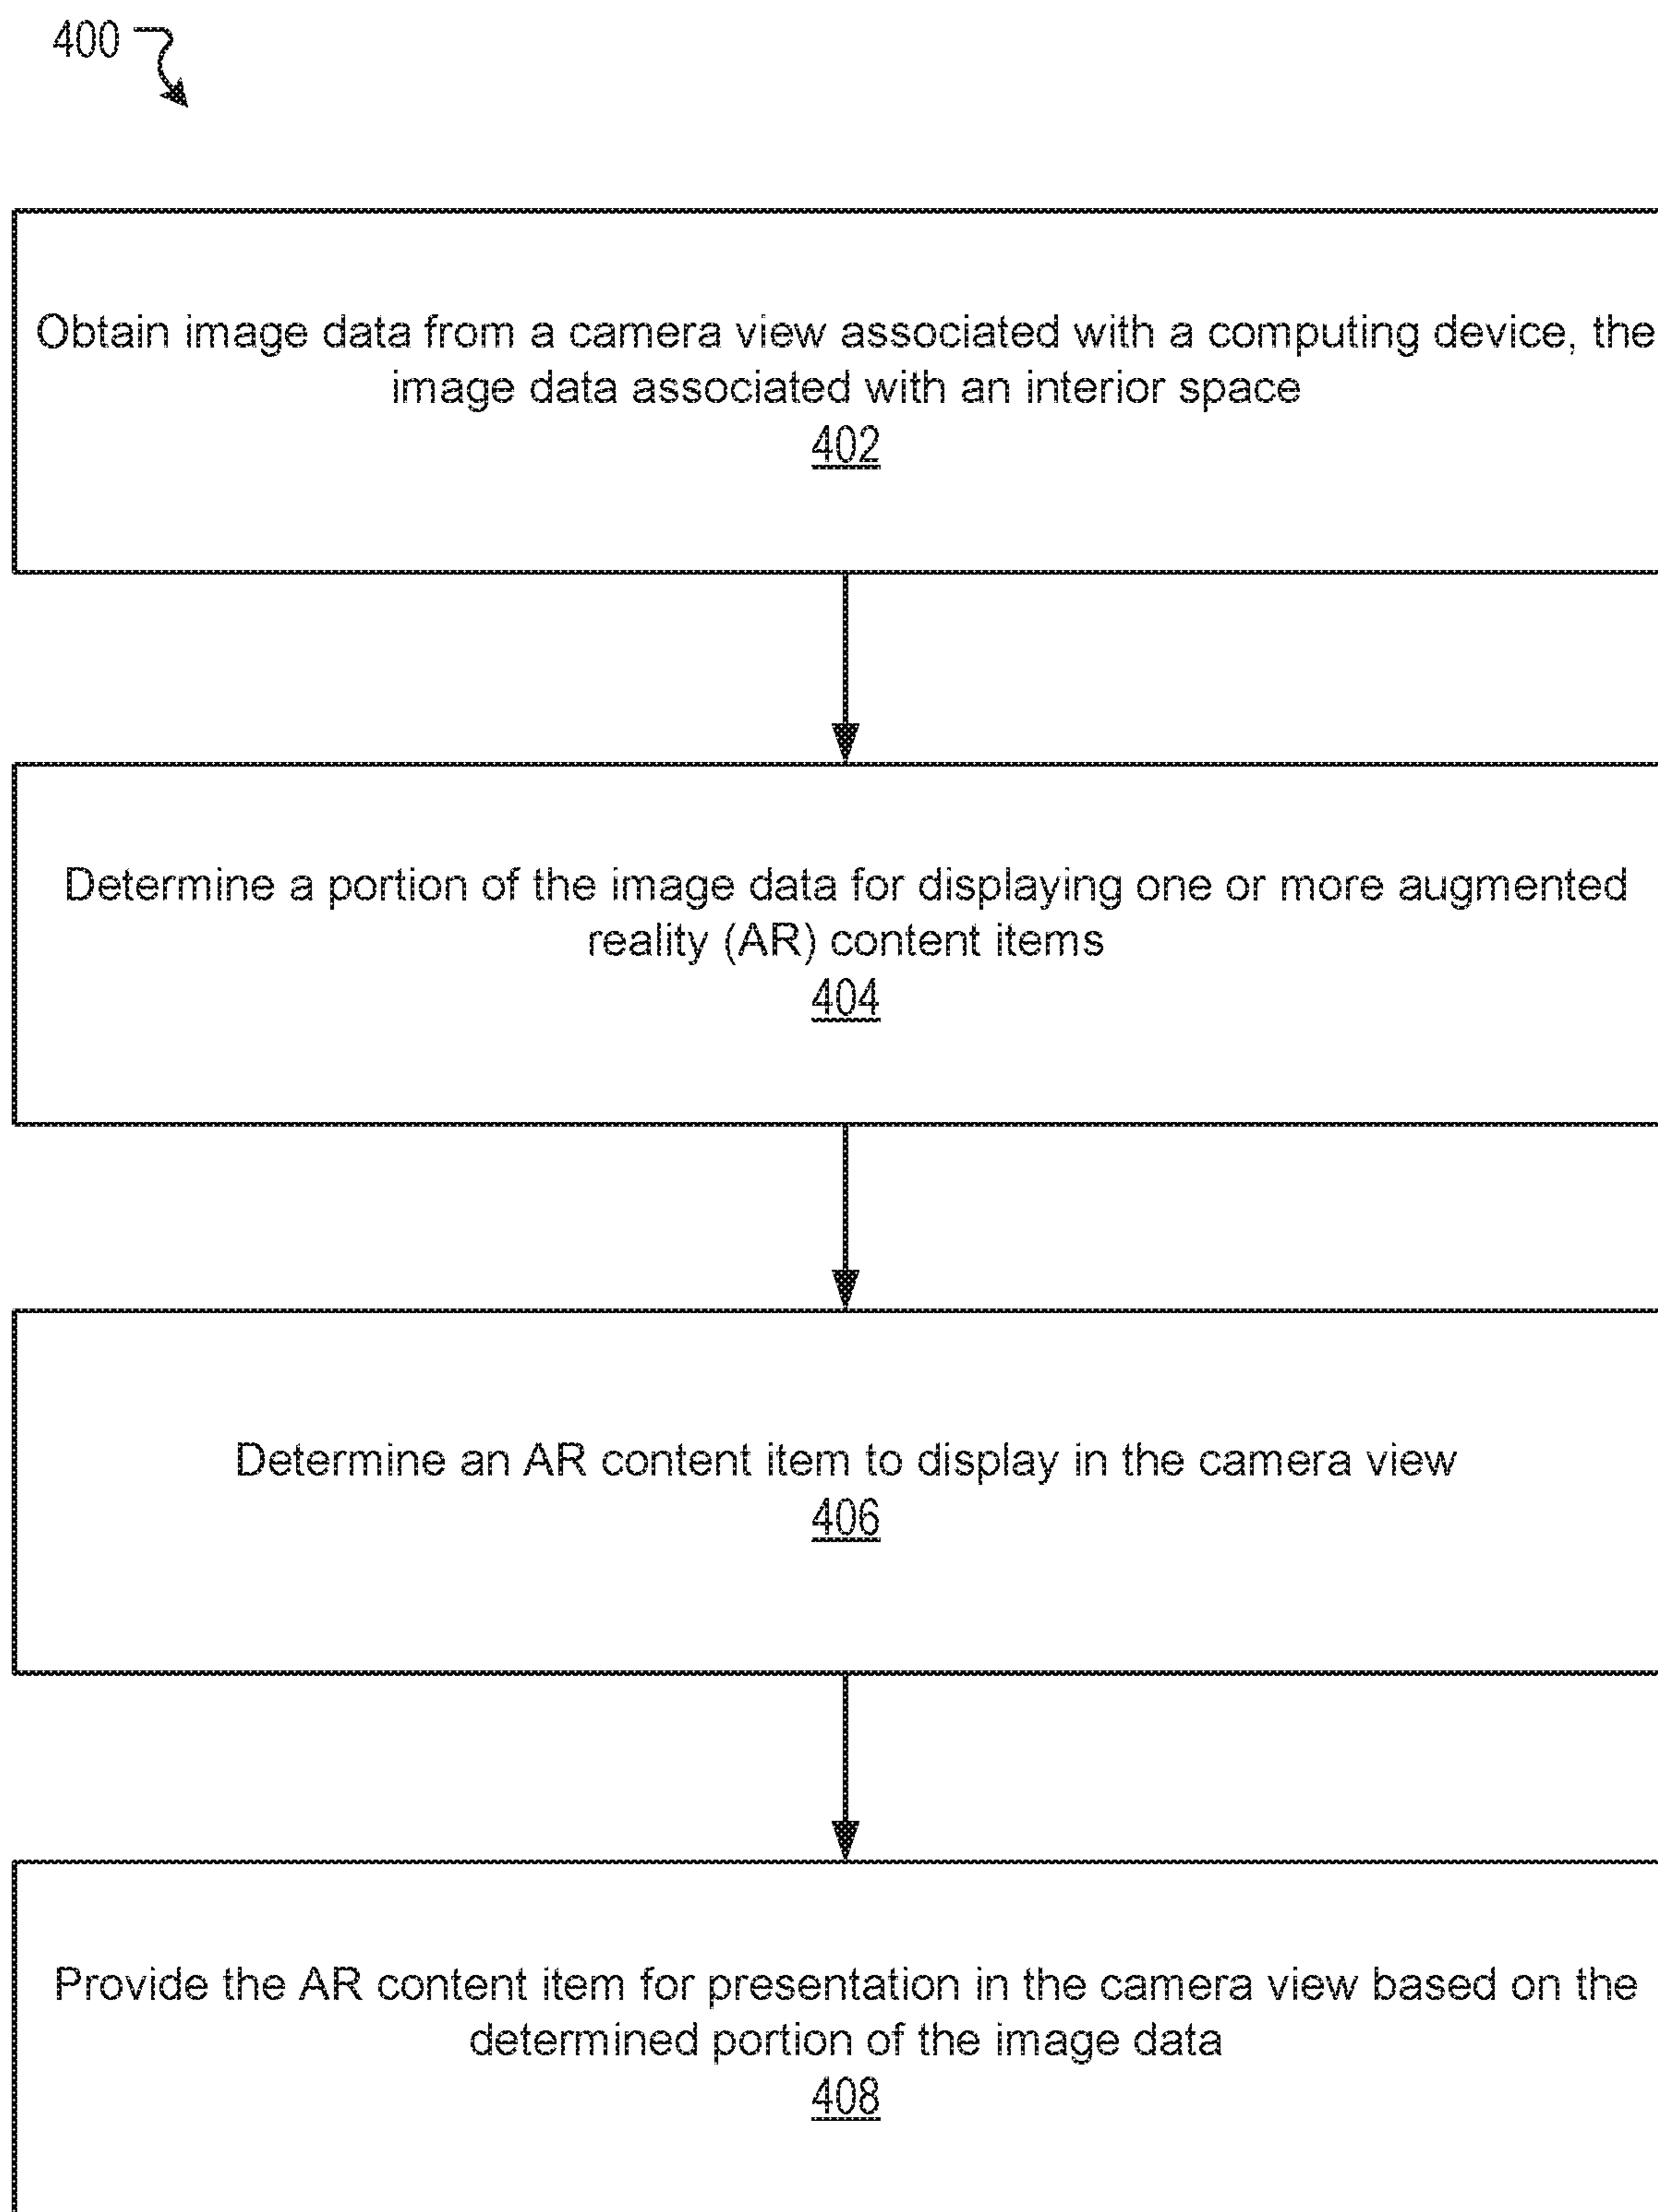 400
Obtain image data from a camera view associated with a computing device, the
image data associated with an interior space
402
Determine a portion of the image data for displaying one or more augmented
reality (AR) content items
404
Determine an AR content item to display in the camera view
406
Provide the AR content item for presentation in the camera view based on the
determined portion of the image data
408